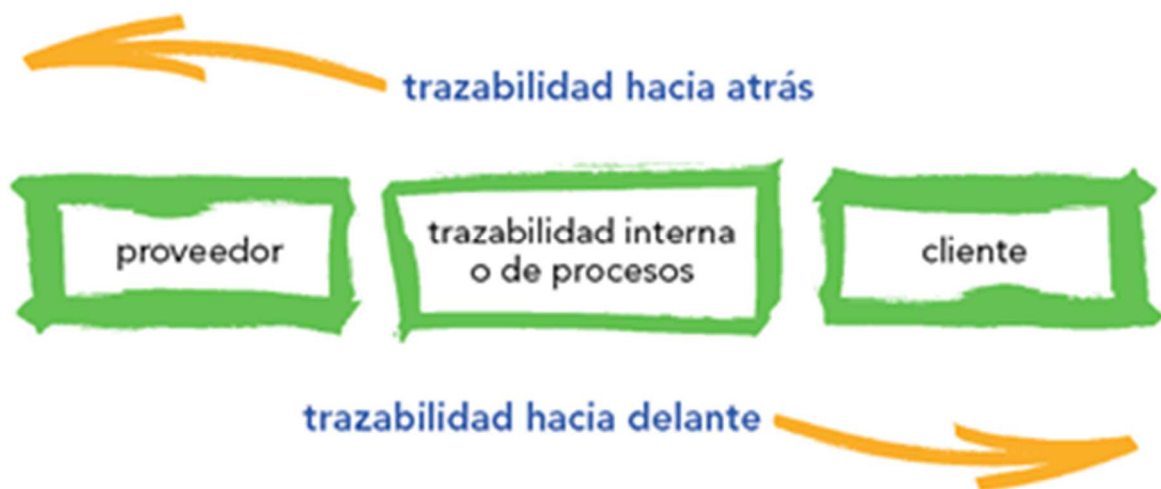 trazabilidad hacia atrás
proveedor
trazabilidad interna
o de procesos
cliente
trazabilidad hacia delante